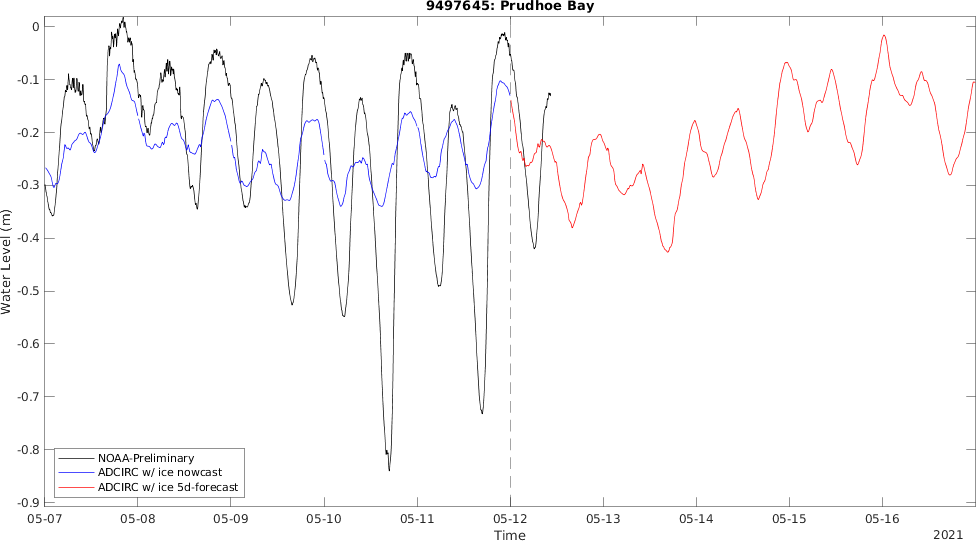 9497645: Prudhoe Bay
0
-0.1
-0.2
-0.3
-0.4
-0.5
-0.6
-0.7
-0.8
-0.9
Water Level (m)
NOAA-Preliminary
ADCIRC w/ ice nowcast
ADCIRC w/ ice 5d-forecast
05-07 05-08 05-09 05-10 05-11 05-12 05-13 05-14 05-15 05-16
Time
2021